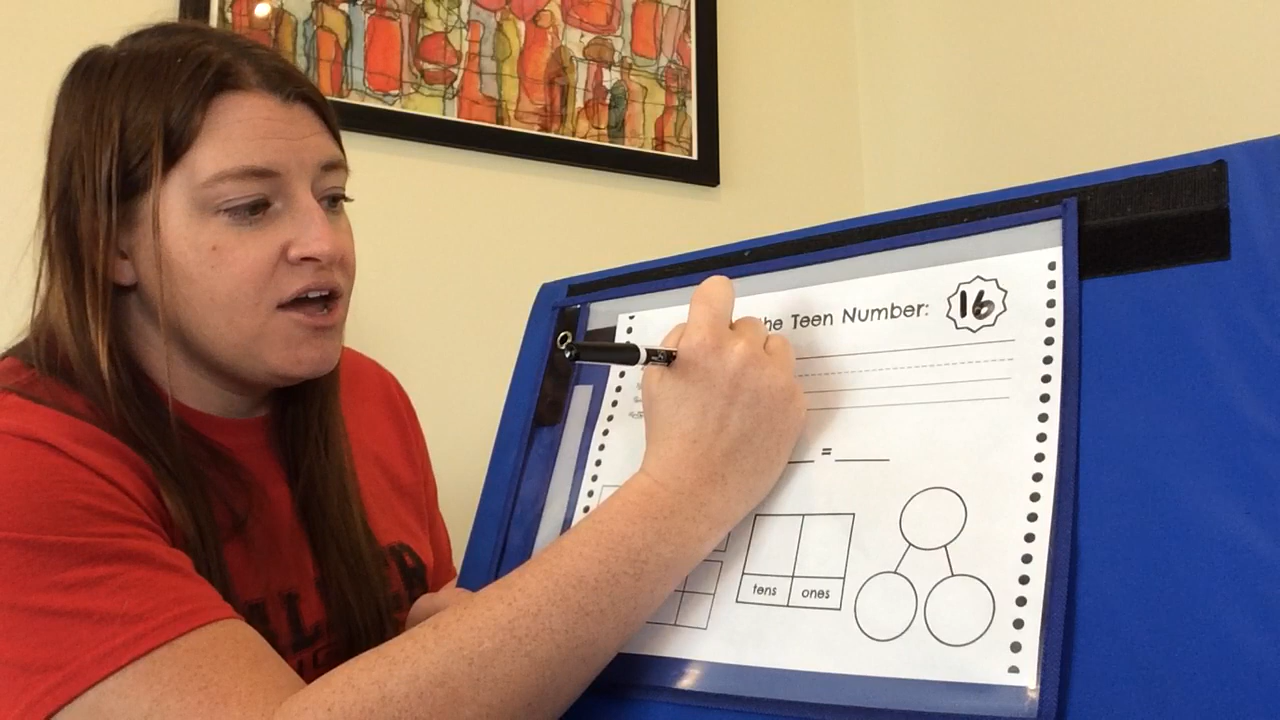 the Teen Number: 16
=
tens ones